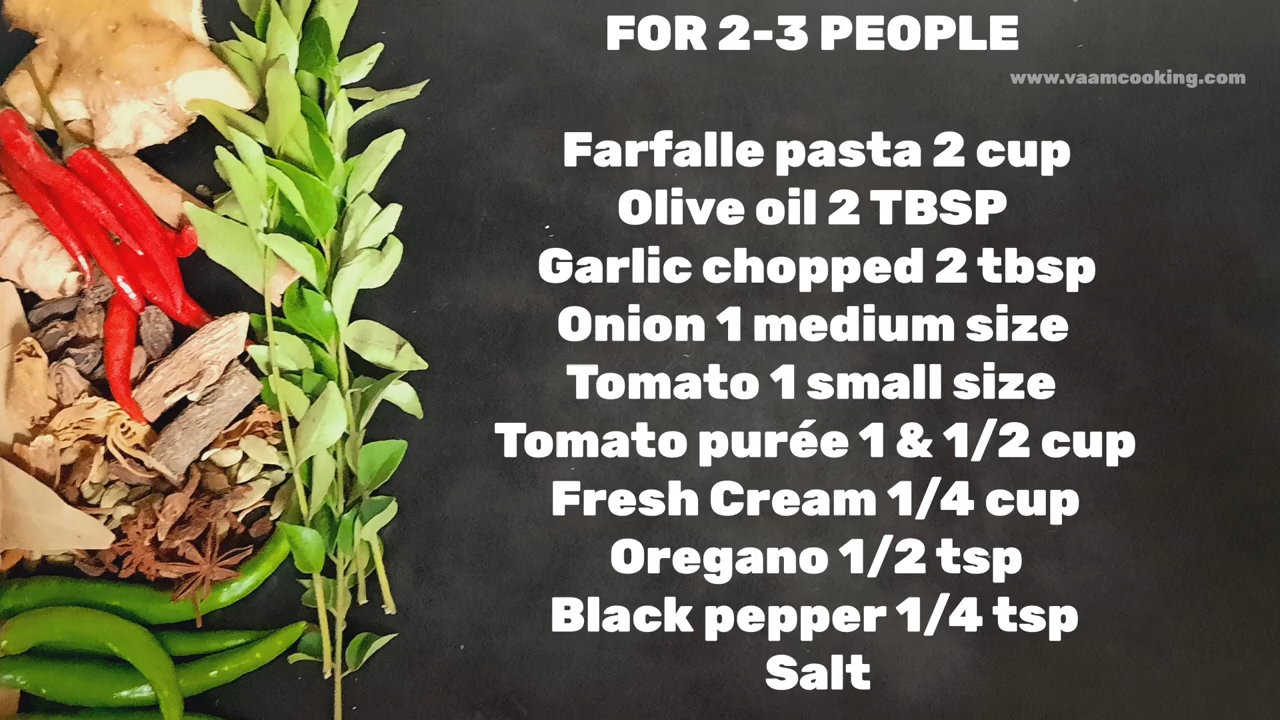 FOR 2-3 PEOPLE
www.vaamcooking.com
Farfalle pasta 2 cup
Olive oil 2 TBSP
Garlic chopped 2 tbsp
Onion 1 medium size
Tomato 1 small size
Tomato purée 1 & 1/2 cup
Fresh Cream 1/4 cup
Oregano 1/2 tsp
Black pepper 1/4 tsp
Salt